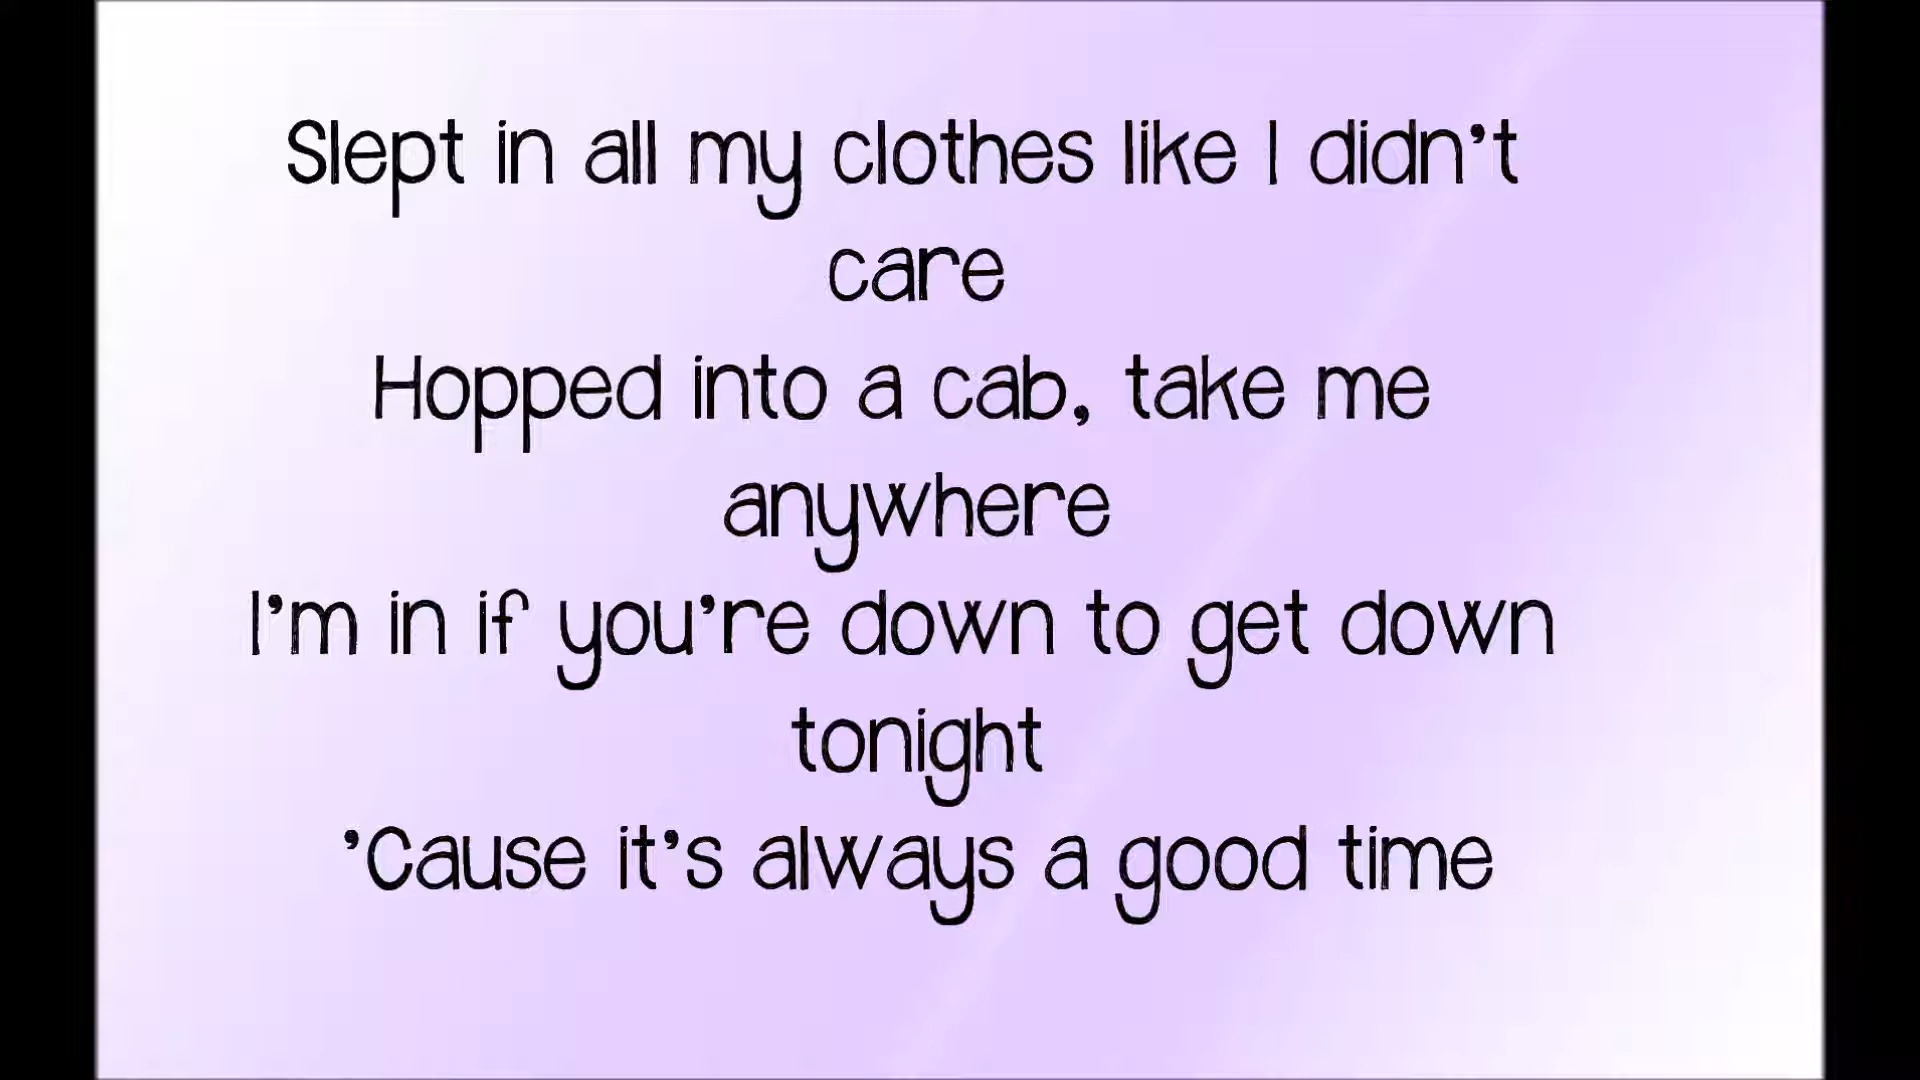 Slept in all my clothes like I didn't
care
Hopped into a cab, take me
anywhere
I'm in if you're down to get down
tonight
'Cause it's always a good time